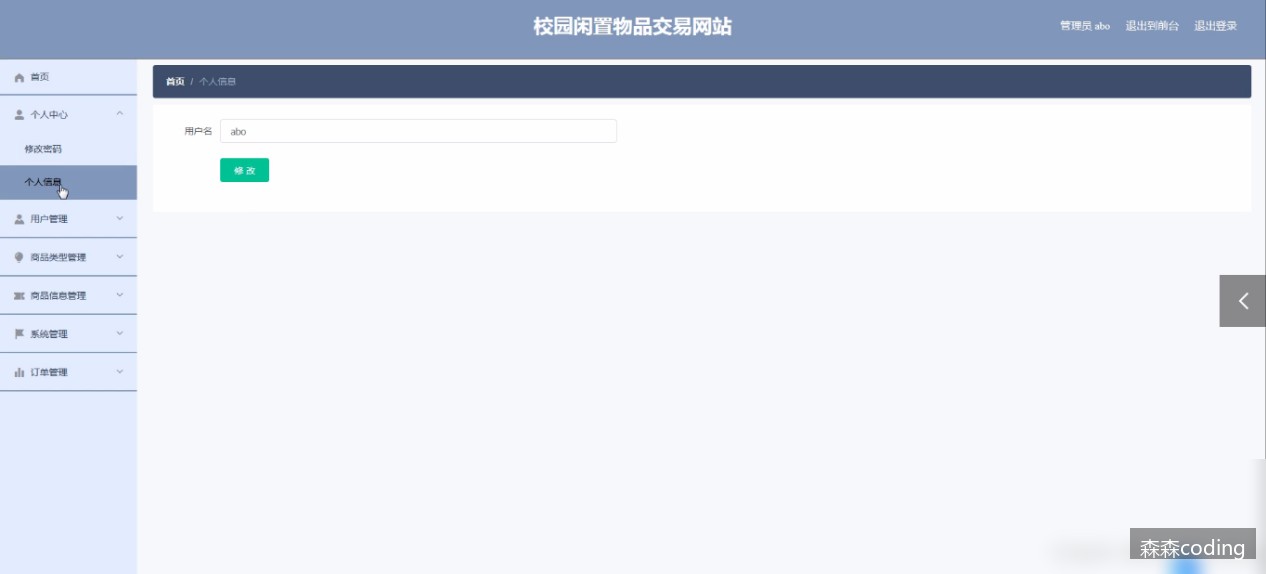 校园闲置物品交易网站
管理员 abo 退出到前台 退出登录
首页
个人中心
修改密码
个人信息
用户管理
商品类型管理
商品信息管理
系统管理
订单管理
首页 / 个人信息
用户名 abo
修 改
森森coding